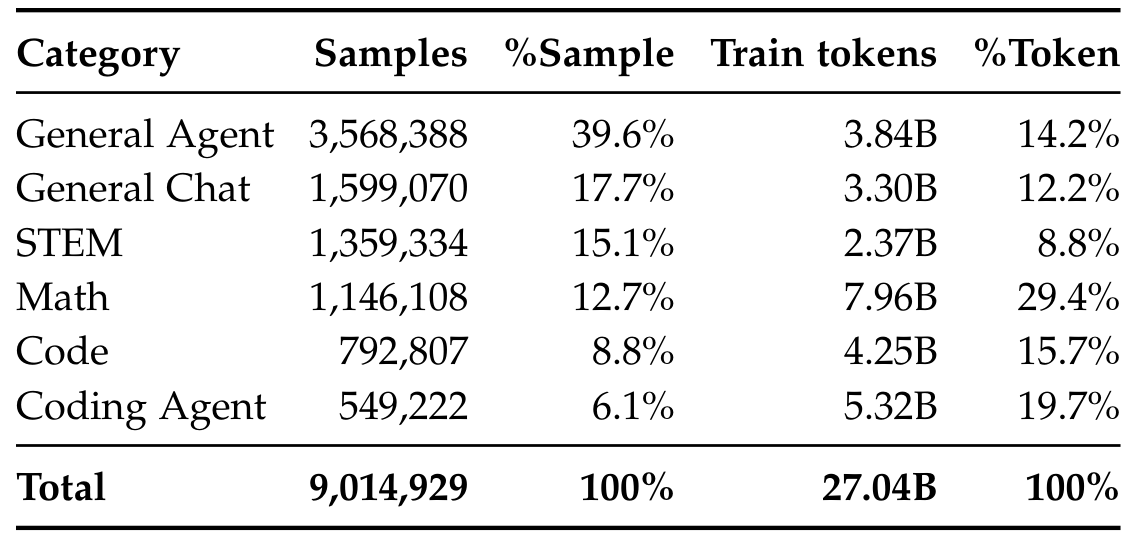 Category Samples %Sample Train tokens %Token
General Agent 3,568,388 39.6% 3.84B 14.2%
General Chat 1,599,070 17.7% 3.30B 12.2%
STEM 1,359,334 15.1% 2.37B 8.8%
Math 1,146,108 12.7% 7.96B 29.4%
Code 792,807 8.8% 4.25B 15.7%
Coding Agent 549,222 6.1% 5.32B 19.7%
Total 9,014,929 100% 27.04B 100%